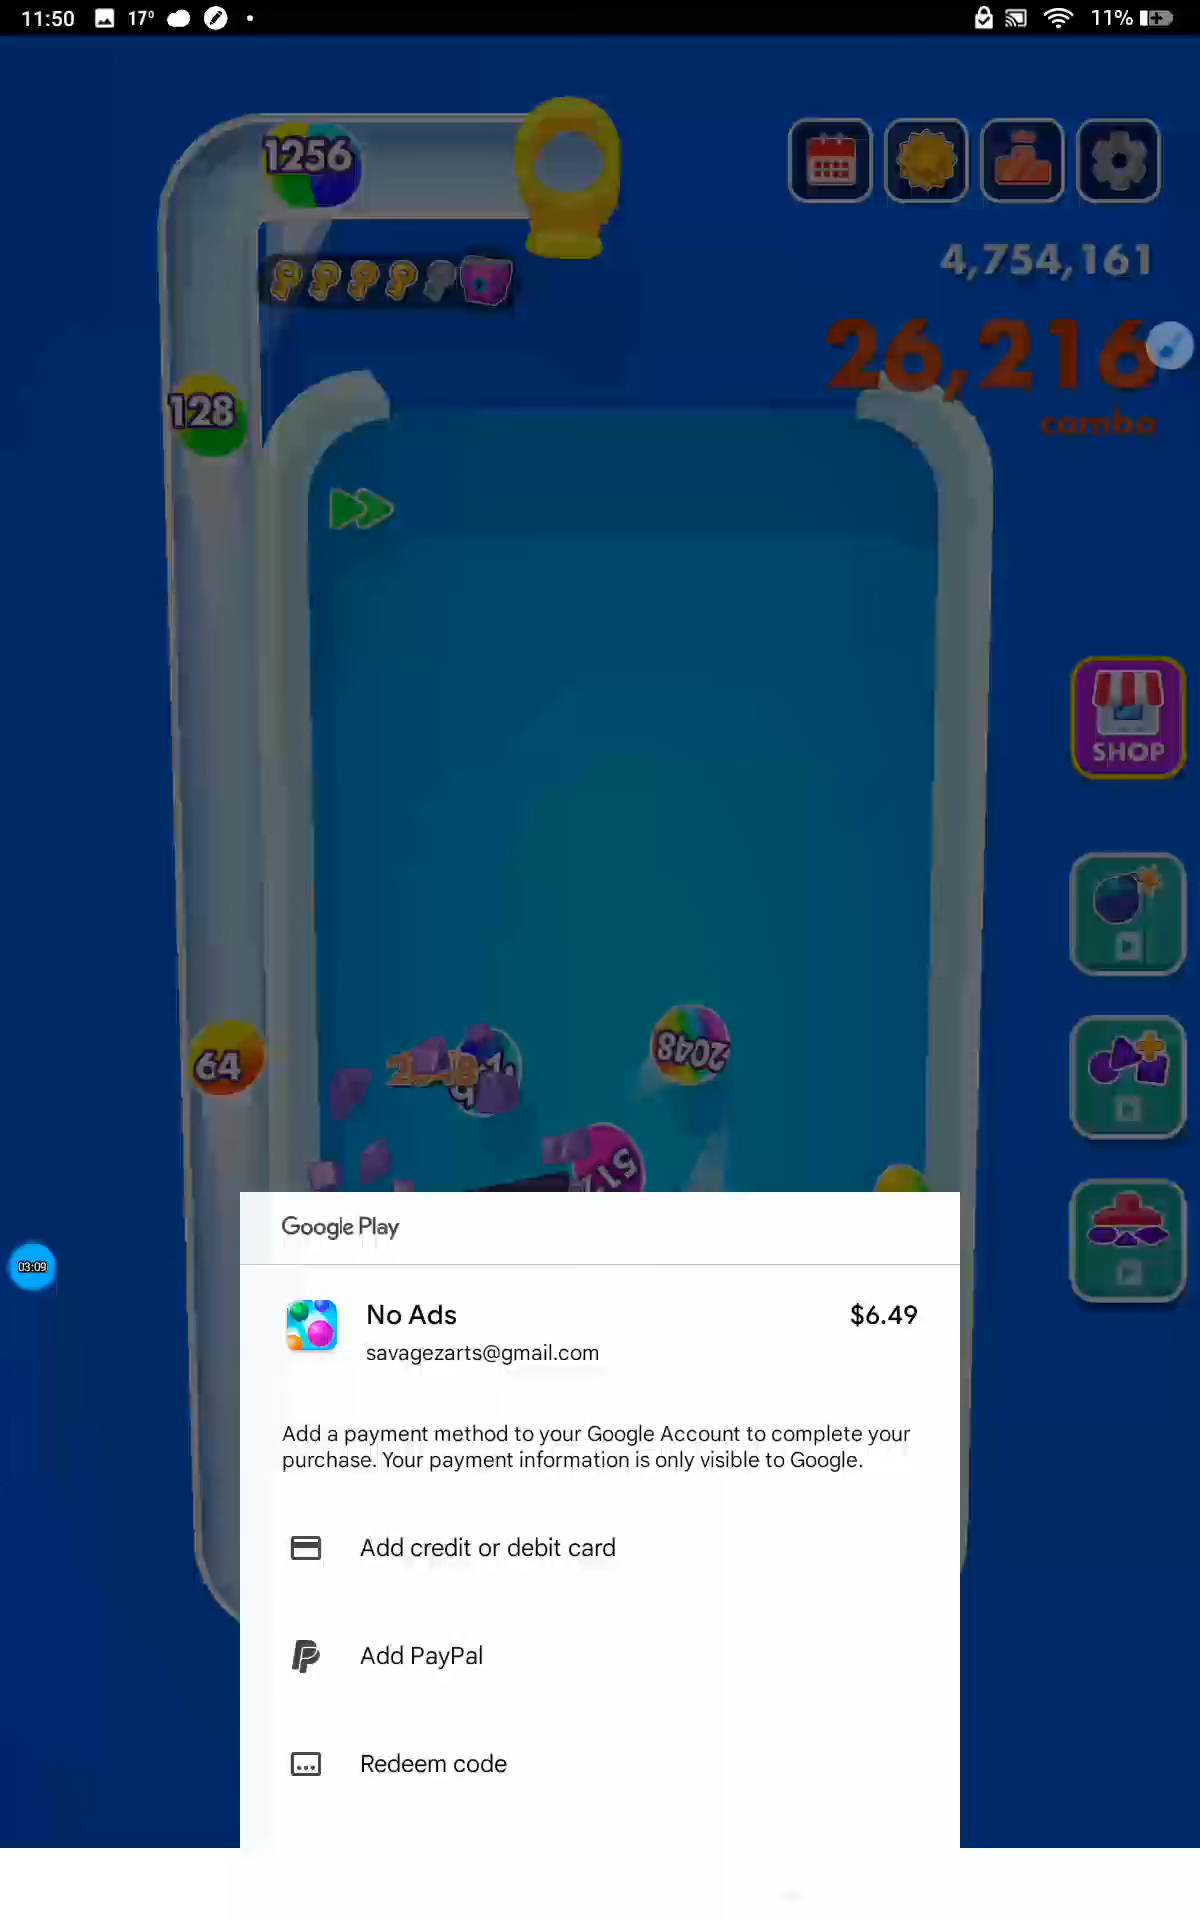 11:50 17° 11%
1256
4,754,161
26,216
combo
128
SHOP
2048
64
512
Google Play
03:09
No Ads $6.49
savagezarts@gmail.com
Add a payment method to your Google Account to complete your
purchase. Your payment information is only visible to Google.
Add credit or debit card
Add PayPal
Redeem code